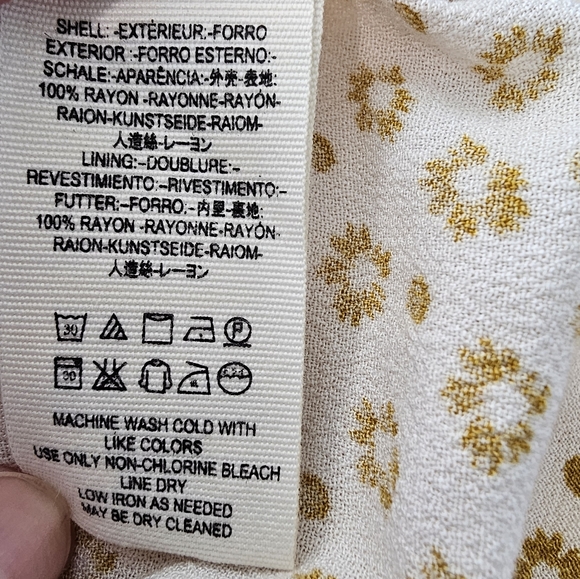 SHELL: -EXTÉRIEUR:-FORRO
EXTERIOR :-FORRO ESTERNO:-
SCHALE:-APARÊNCIA:-外売-表地:
100% RAYON -RAYONNE-RAYÓN-
RAION-KUNSTSEIDE-RAIOM-
人造絲-レーヨン
LINING:-DOUBLURE:-
REVESTIMIENTO:-RIVESTIMENTO:-
FUTTER:-FORRO:-内里-裏地:
100% RAYON -RAYONNE-RAYÓN-
RAION-KUNSTSEIDE-RAIOM-
人造絲-レーヨン
30 P
30
MACHINE WASH COLD WITH
LIKE COLORS
USE ONLY NON-CHLORINE BLEACH
LINE DRY
LOW IRON AS NEEDED
MAY BE DRY CLEANED